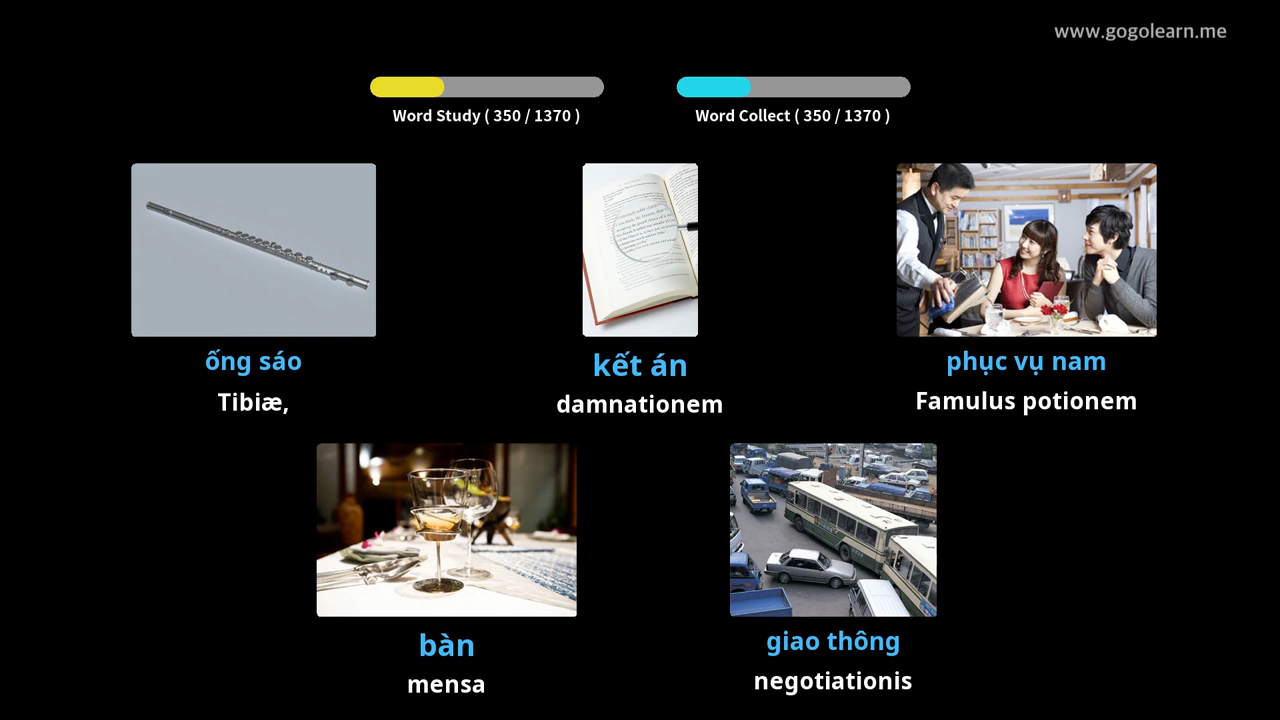 www.gogolearn.me
Word Study ( 350 / 1370 )
Word Collect ( 350 / 1370 )
ống sáo
Tibiæ,
kết án
damnationem
phục vụ nam
Famulus potionem
bàn
mensa
giao thông
negotiationis